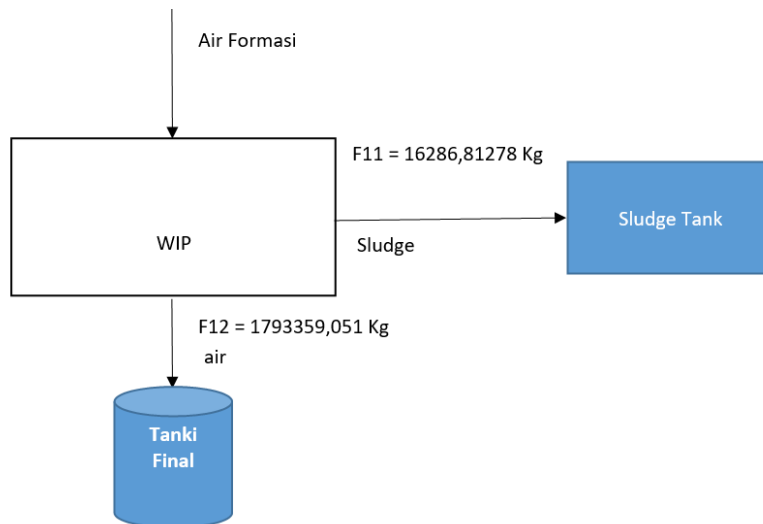 Air Formasi
F11 = 16286,81278 Kg
Sludge Tank
WIP
Sludge
F12 = 1793359,051 Kg
air
Tanki
Final